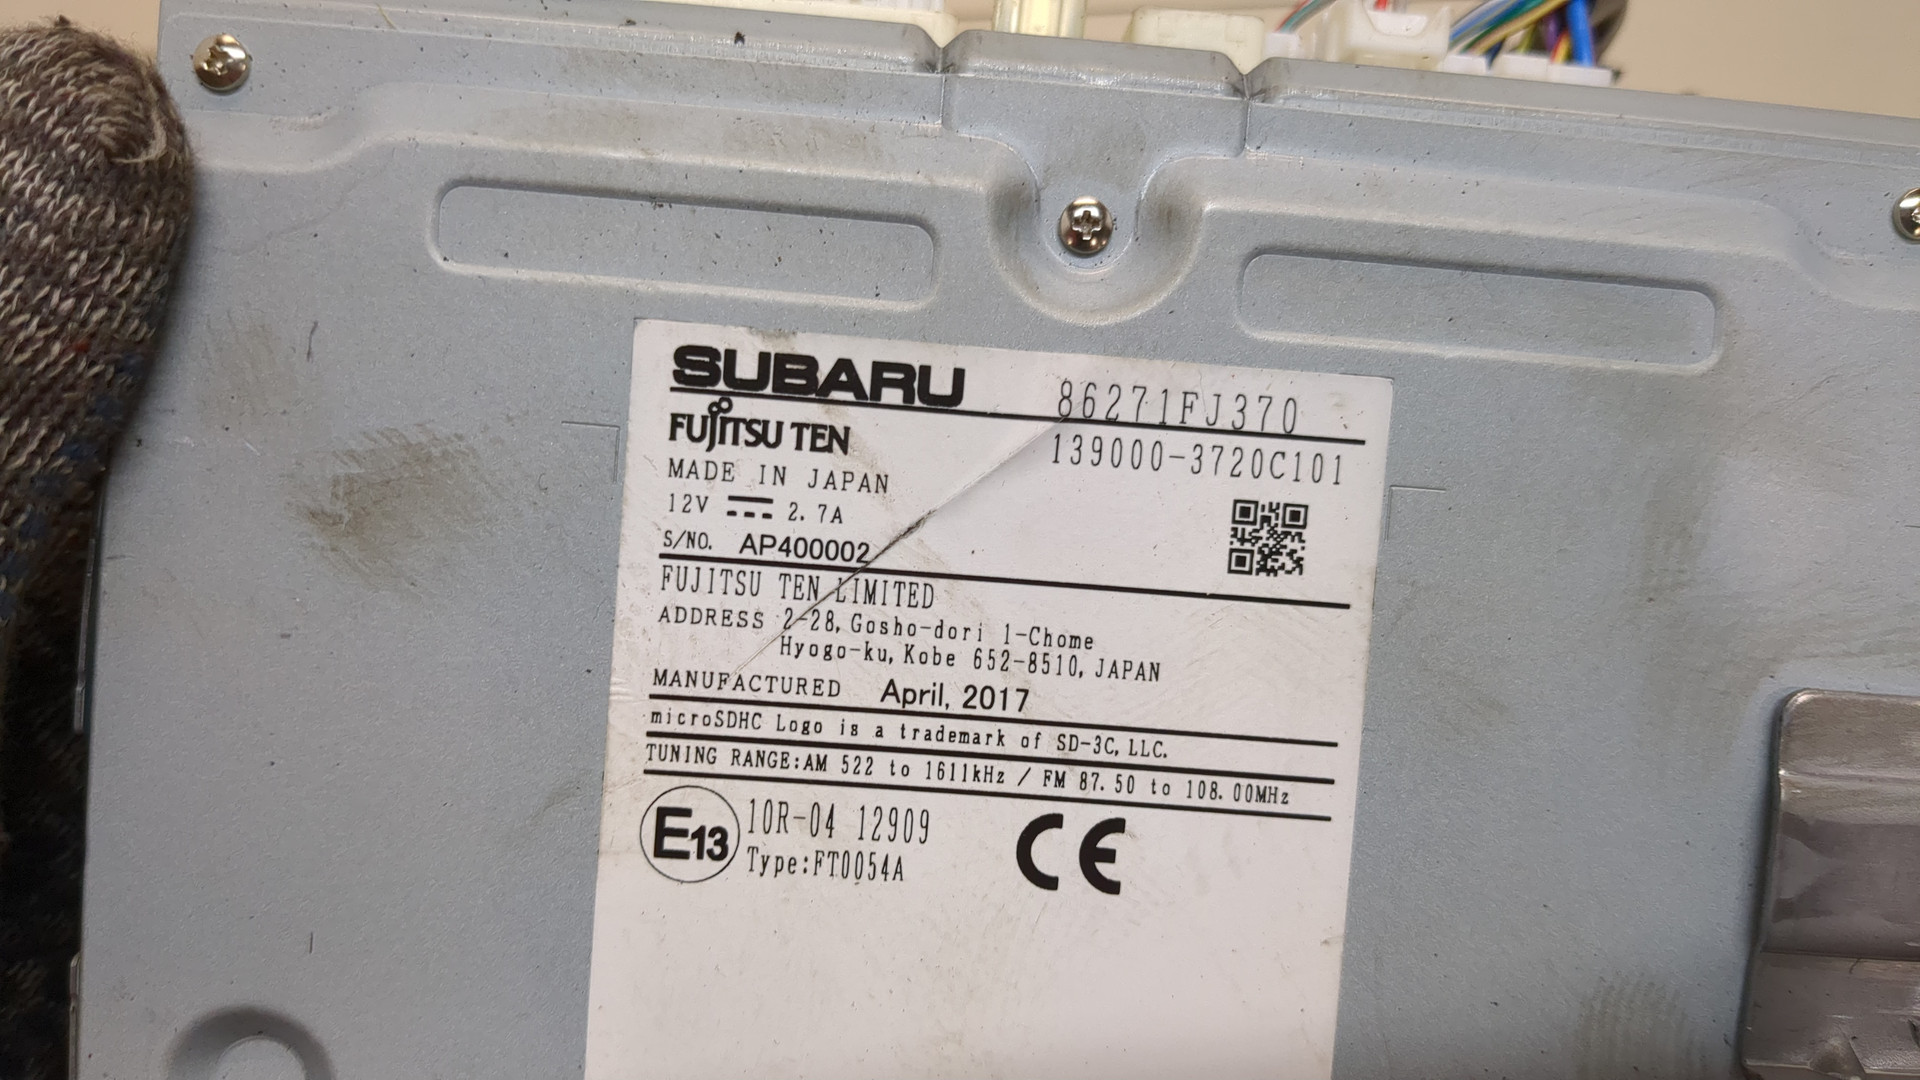 SUBARU 86271FJ370
FUJITSU TEN 139000-3720C101
MADE IN JAPAN
12V 2.7A
S/NO. AP400002
FUJITSU TEN LIMITED
ADDRESS 2-28, Gosho-dori 1-Chome
Hyogo-ku, Kobe 652-8510, JAPAN
MANUFACTURED April, 2017
microSDHC Logo is a trademark of SD-3C, LLC.
TUNING RANGE:AM 522 to 1611kHz / FM 87.50 to 108.00MHz
E13 10R-04 12909
Type:FT0054A
CE